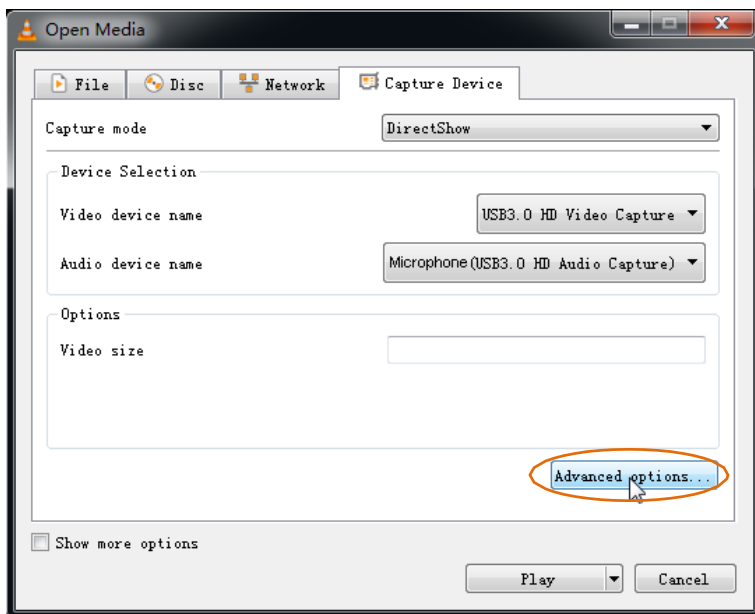 Open Media
File Disc Network Capture Device
Capture mode DirectShow
Device Selection
Video device name USB3.0 HD Video Capture
Audio device name Microphone (USB3.0 HD Audio Capture)
Options
Video size
Advanced options...
Show more options
Play Cancel